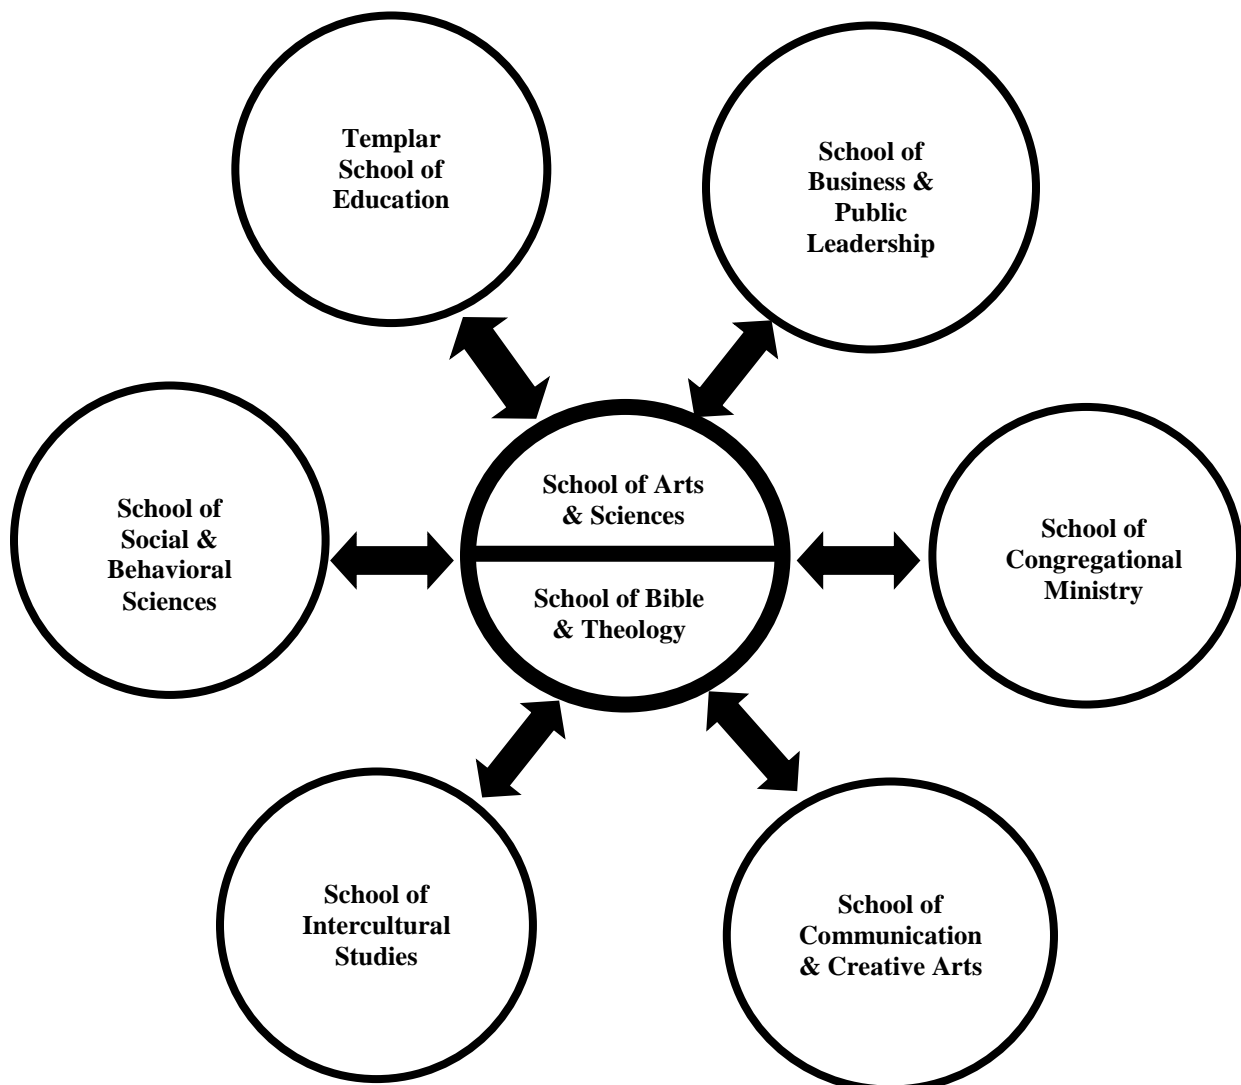 Templar
School of
Education
School of
Business &
Public
Leadership
School of
Social &
Behavioral
Sciences
School of Arts
& Sciences
School of Bible
& Theology
School of
Congregational
Ministry
School of
Intercultural
Studies
School of
Communication
& Creative Arts